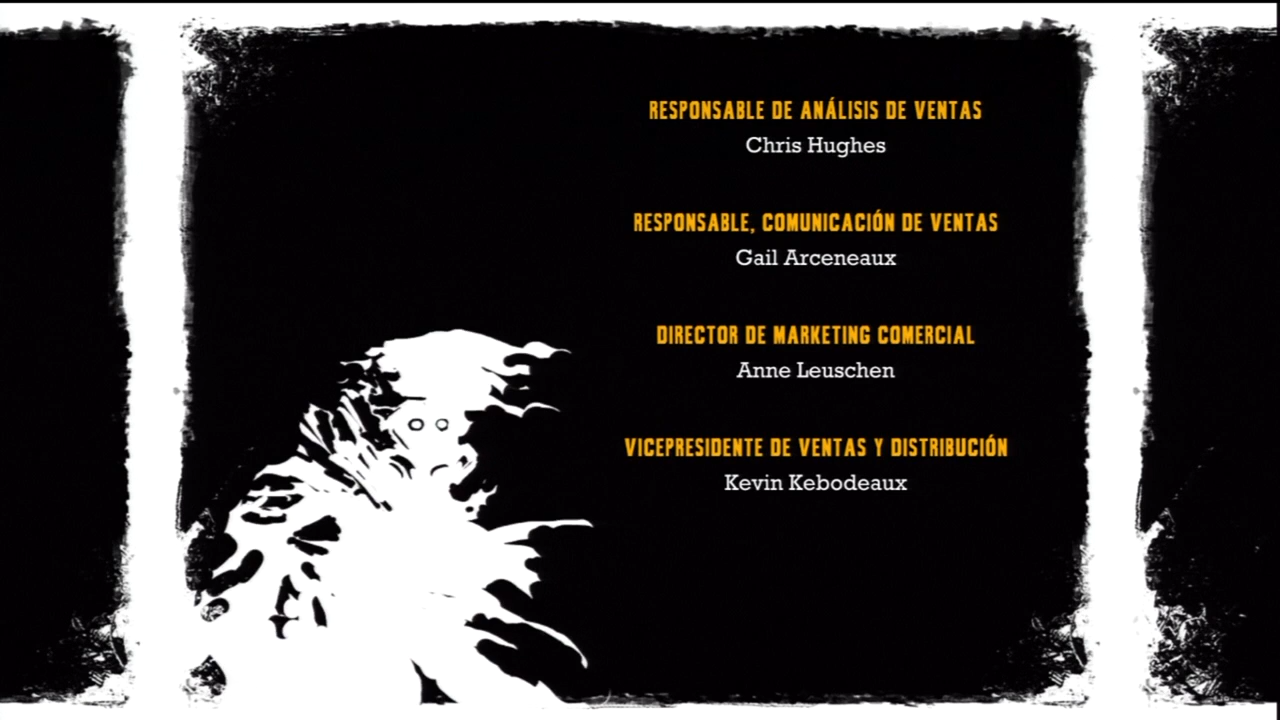 RESPONSABLE DE ANÁLISIS DE VENTAS
Chris Hughes
RESPONSABLE, COMUNICACIÓN DE VENTAS
Gail Arceneaux
DIRECTOR DE MARKETING COMERCIAL
Anne Leuschen
VICEPRESIDENTE DE VENTAS Y DISTRIBUCIÓN
Kevin Kebodeaux